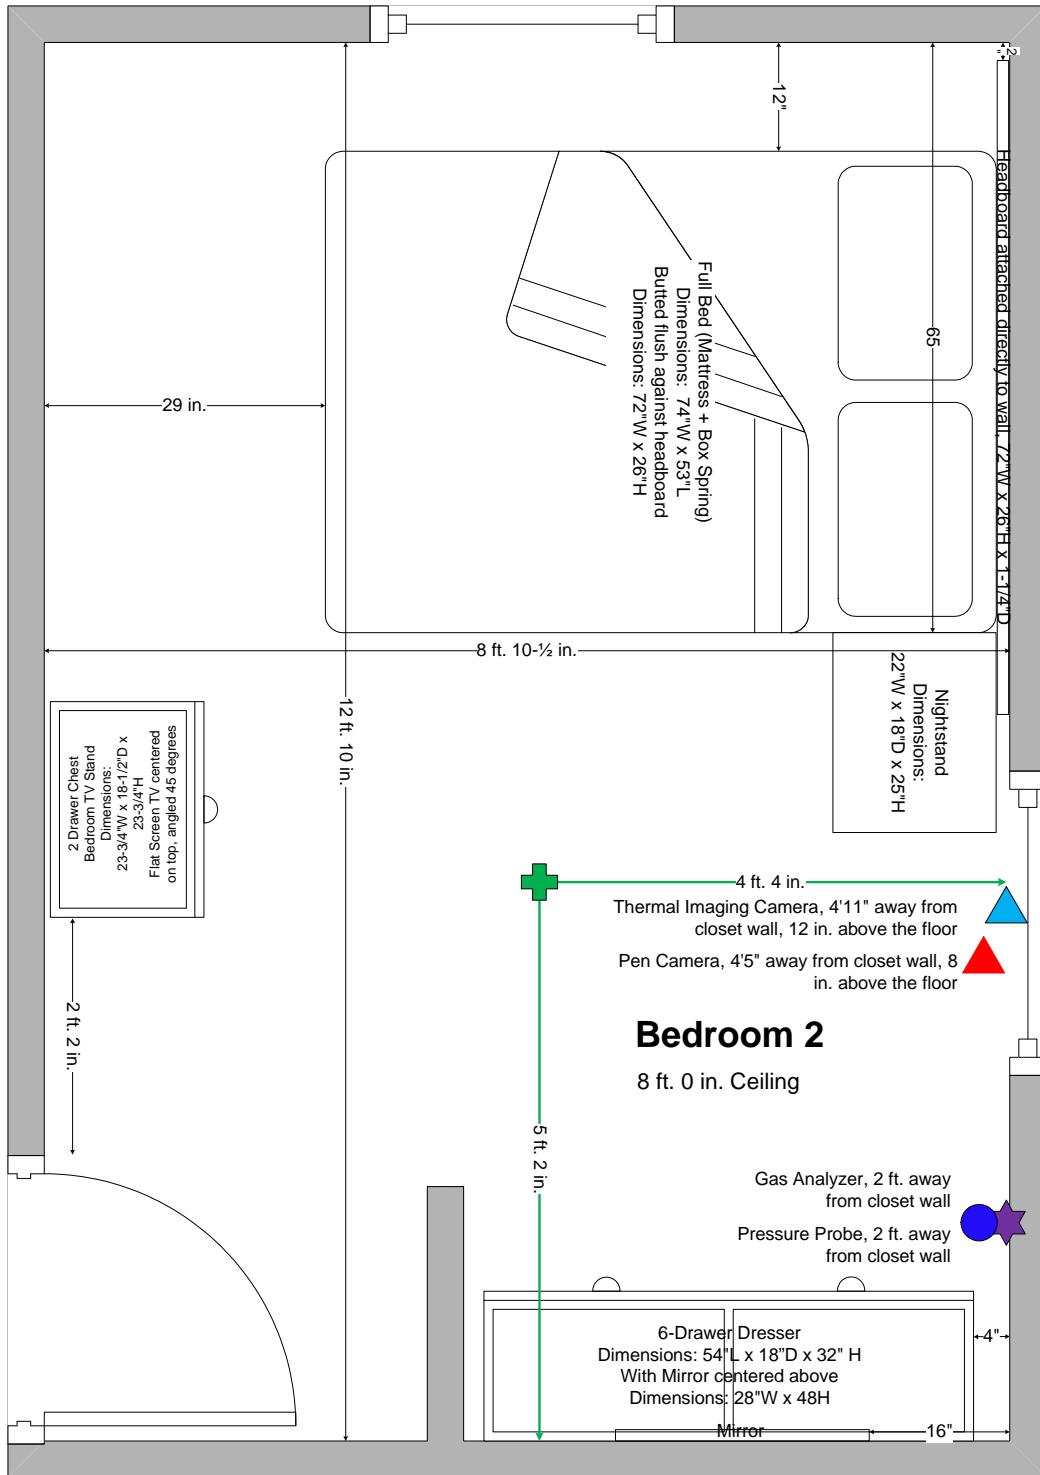 2"
12"
Headboard attached directly to wall, 72"W x 26"H x 1-1/4"D
65
Full Bed (Mattress + Box Spring)
Dimensions:  74"W x 53"L
Butted flush against headboard
Dimensions: 72"W x 26"H
29 in.
8 ft. 10-½ in.
12 ft. 10 in.
Nightstand
Dimensions:
22"W x 18"D x 25"H
2 Drawer Chest
Bedroom TV Stand
Dimensions:
23-3/4"W x 18-1/2"D x
23-3/4"H
Flat Screen TV centered
on top, angled 45 degrees
4 ft. 4 in.
Thermal Imaging Camera, 4'11" away from
closet wall, 12 in. above the floor
Pen Camera, 4'5" away from closet wall, 8
in. above the floor
2 ft. 2 in.
Bedroom 2
8 ft. 0 in. Ceiling
5 ft. 2 in.
Gas Analyzer, 2 ft. away
from closet wall
Pressure Probe, 2 ft. away
from closet wall
6-Drawer Dresser
Dimensions: 54"L x 18"D x 32" H
With Mirror centered above
Dimensions: 28"W x 48H
4"
Mirror
16"